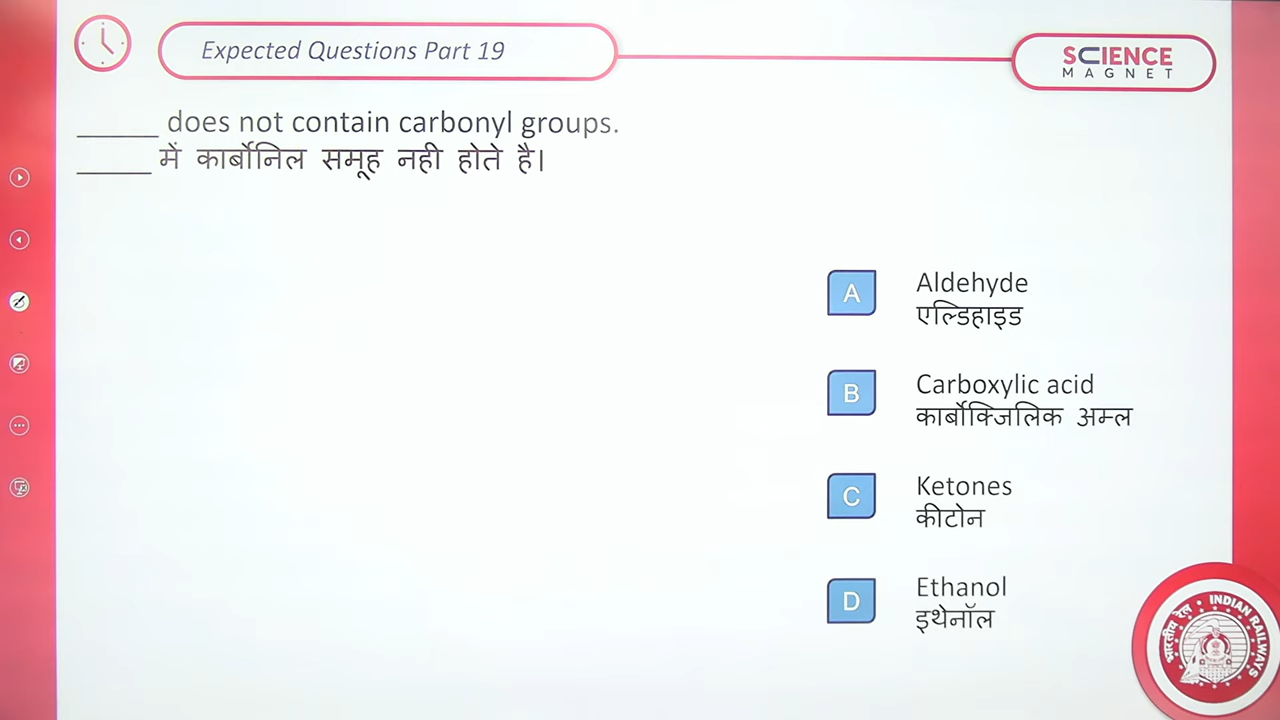 Expected Questions Part 19
SCIENCE
MAGNET
_____ does not contain carbonyl groups.
_____ में कार्बोनिल समूह नही होते है।
A Aldehyde
एल्डिहाइड
B Carboxylic acid
कार्बोक्जिलिक अम्ल
C Ketones
कीटोन
D Ethanol
इथेनॉल
भारतीय रेल • INDIAN RAILWAYS